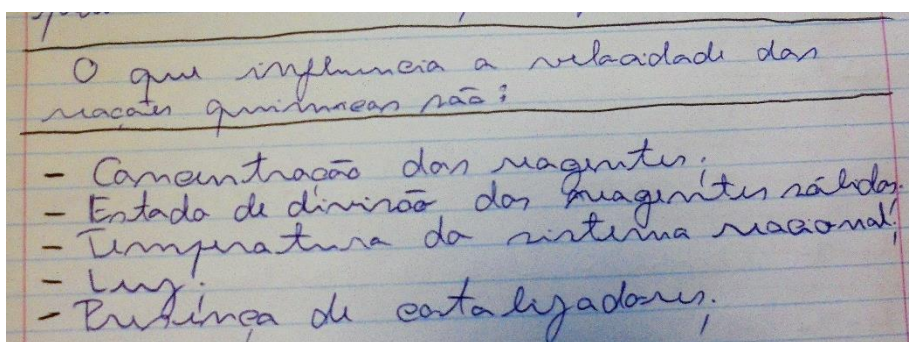 O que influencia a velocidade das
reações químicas são:
- Concentração dos reagentes.
- Estado de divisão dos reagentes sólidos.
- Temperatura do sistema reacional;
- Luz.
- Presença de catalizadores.